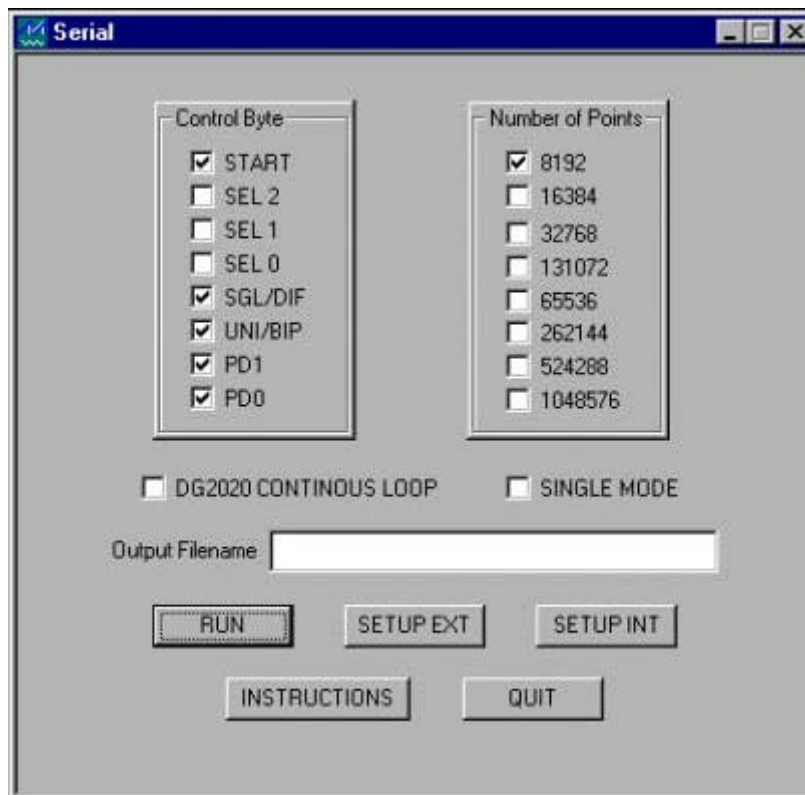 Serial
Control Byte
START
SEL 2
SEL 1
SEL 0
SGL/DIF
UNI/BIP
PD1
PD0
Number of Points
8192
16384
32768
131072
65536
262144
524288
1048576
DG2020 CONTINOUS LOOP
SINGLE MODE
Output Filename
RUN
SETUP EXT
SETUP INT
INSTRUCTIONS
QUIT